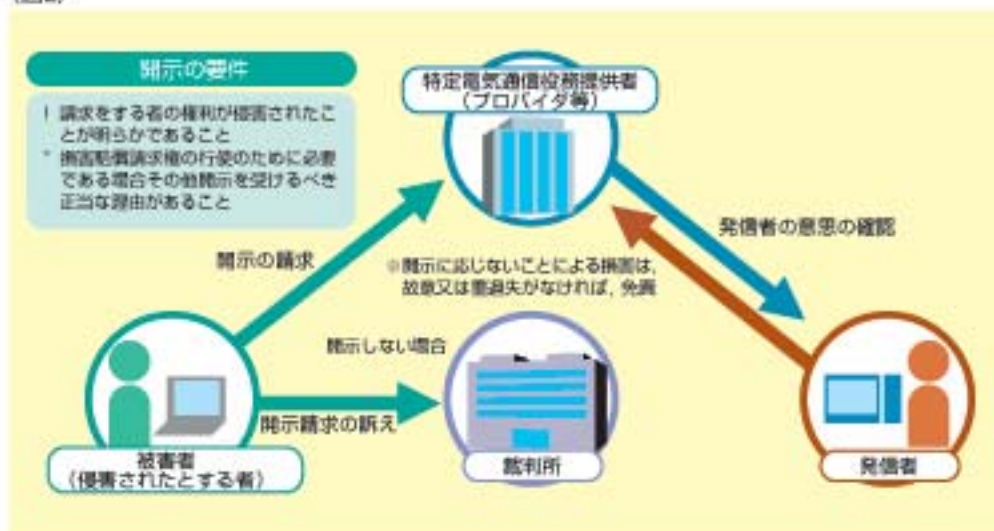 開示の要件
請求をする者の権利が侵害されたこ
とが明らかであること
損害賠償請求権の行使のために必要
である場合その他開示を受けるべき
正当な理由があること
特定電気通信役務提供者
(プロバイダ等)
開示の請求
発信者の意思の確認
※開示に応じないことによる損害は,
故意又は重過失がなければ, 免責
開示しない場合
開示請求の訴え
被害者
(侵害されたとする者)
裁判所
発信者